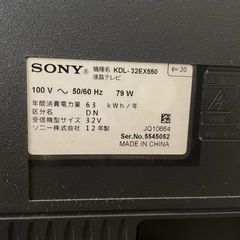 SONY® 機種名 KDL-32EX550
液晶テレビ
20
100 V ~ 50/60 Hz 79 W
年間消費電力量 63 kWh/年
区分名 DN
受信機型サイズ 32V
ソニー株式会社 12年製
JQ10664
Ser.No.5545052
MADE IN CHINA